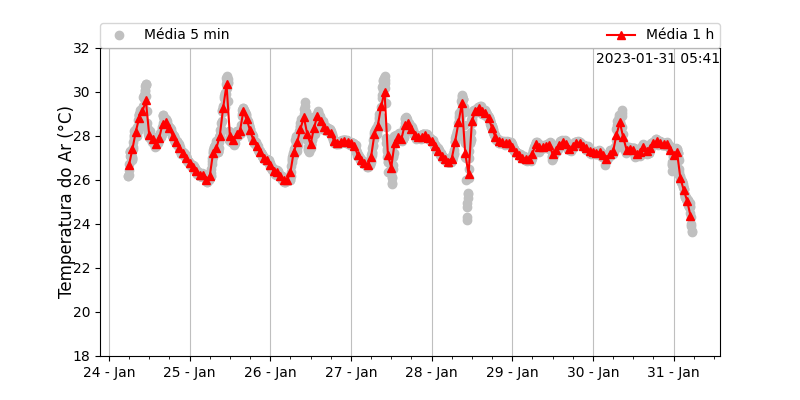 Média 5 min
Média 1 h
2023-01-31 05:41
Temperatura do Ar (°C)
32
30
28
26
24
22
20
18
24 - Jan
25 - Jan
26 - Jan
27 - Jan
28 - Jan
29 - Jan
30 - Jan
31 - Jan